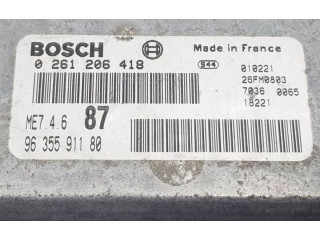 BOSCH
Made in France
0 261 206 418
S44
010221
26FM0803
7036 0065
18221
ME7.4.6 87
96 355 911 80